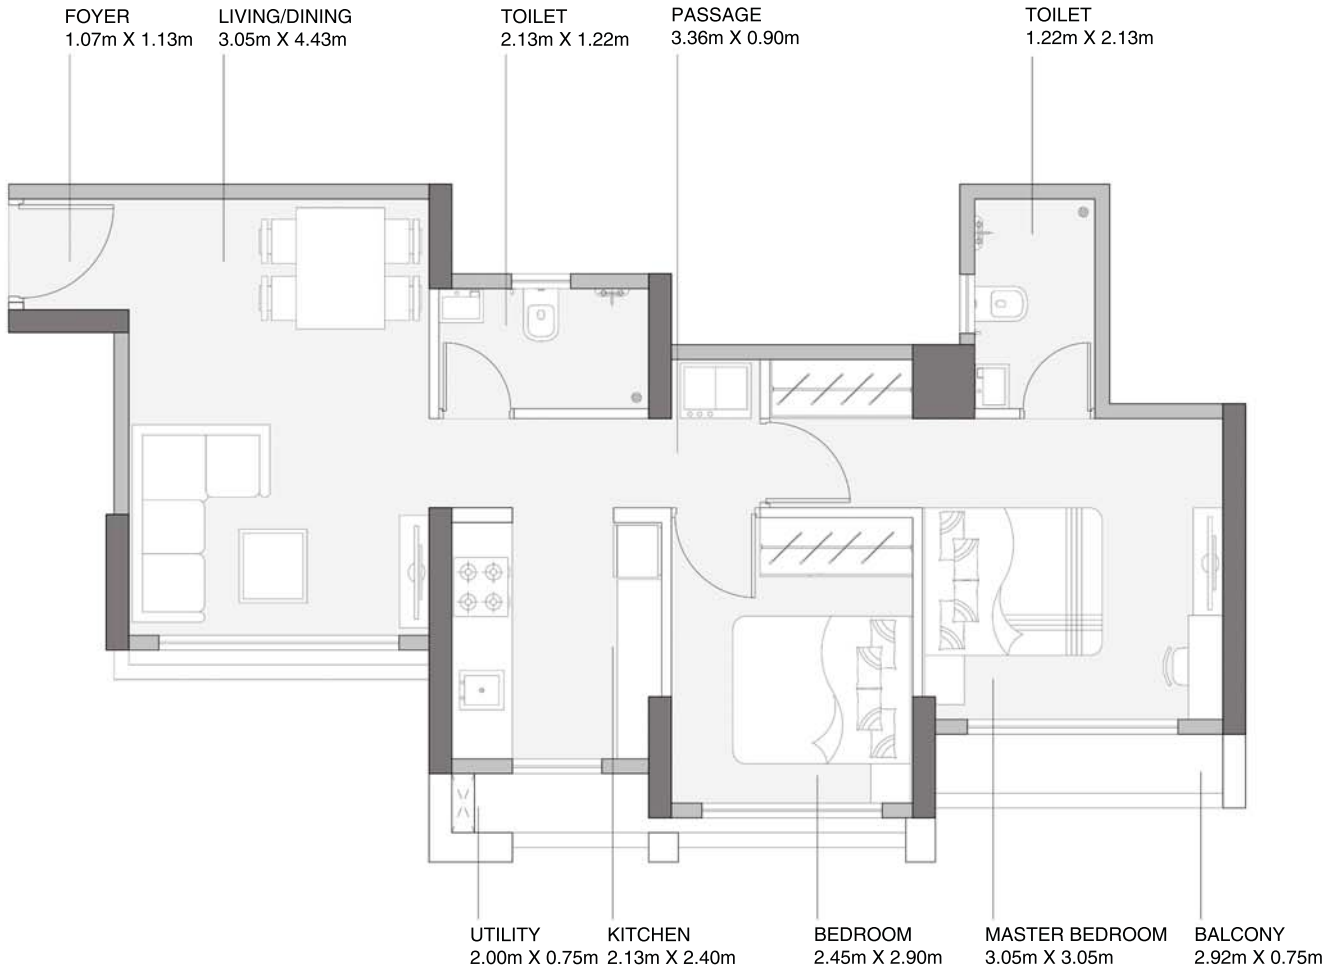 FOYER
1.07m X 1.13m
LIVING/DINING
3.05m X 4.43m
TOILET
2.13m X 1.22m
PASSAGE
3.36m X 0.90m
TOILET
1.22m X 2.13m
UTILITY
2.00m X 0.75m
KITCHEN
2.13m X 2.40m
BEDROOM
2.45m X 2.90m
MASTER BEDROOM
3.05m X 3.05m
BALCONY
2.92m X 0.75m